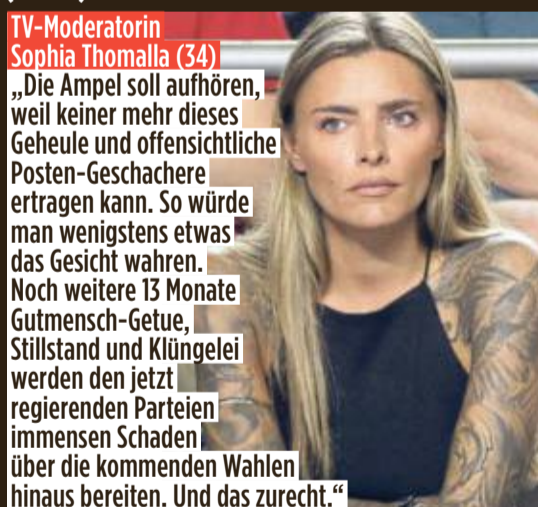 TV-Moderatorin
Sophia Thomalla (34)
„Die Ampel soll aufhören,
weil keiner mehr dieses
Geheule und offensichtliche
Posten-Geschachere
ertragen kann. So würde
man wenigstens etwas
das Gesicht wahren.
Noch weitere 13 Monate
Gutmensch-Getue,
Stillstand und Klüngelei
werden den jetzt
regierenden Parteien
immensen Schaden
über die kommenden Wahlen
hinaus bereiten. Und das zurecht.“